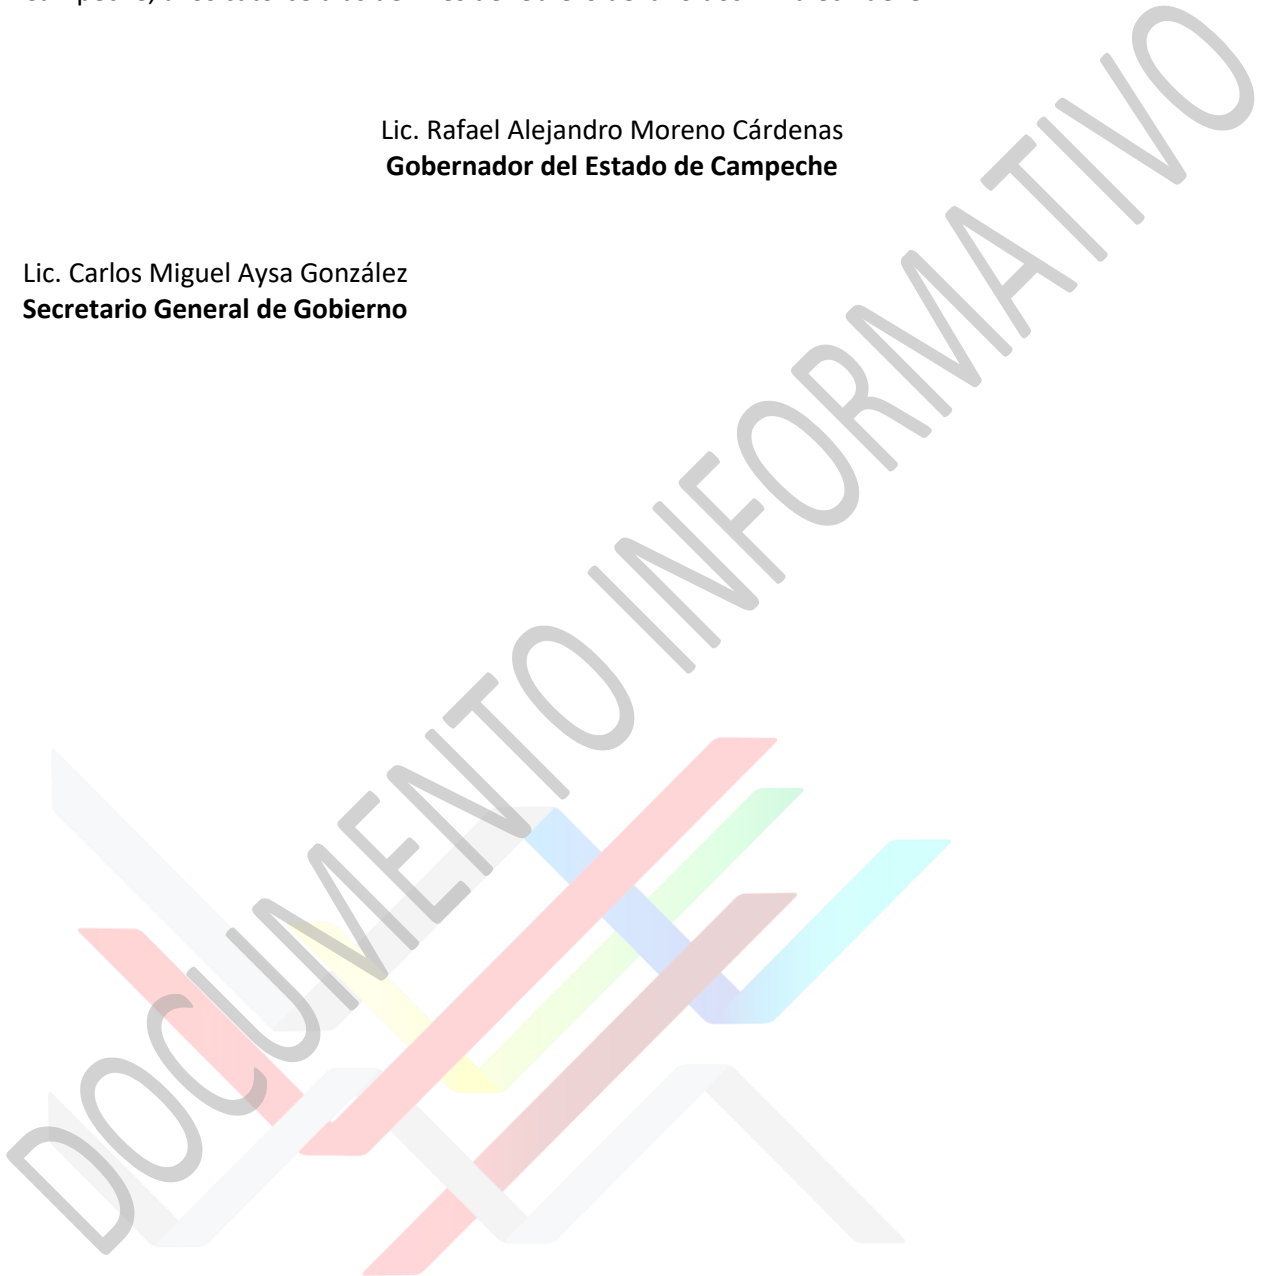 Lic. Rafael Alejandro Moreno Cárdenas
Gobernador del Estado de Campeche
Lic. Carlos Miguel Aysa González
Secretario General de Gobierno
DOCUMENTO INFORMATIVO